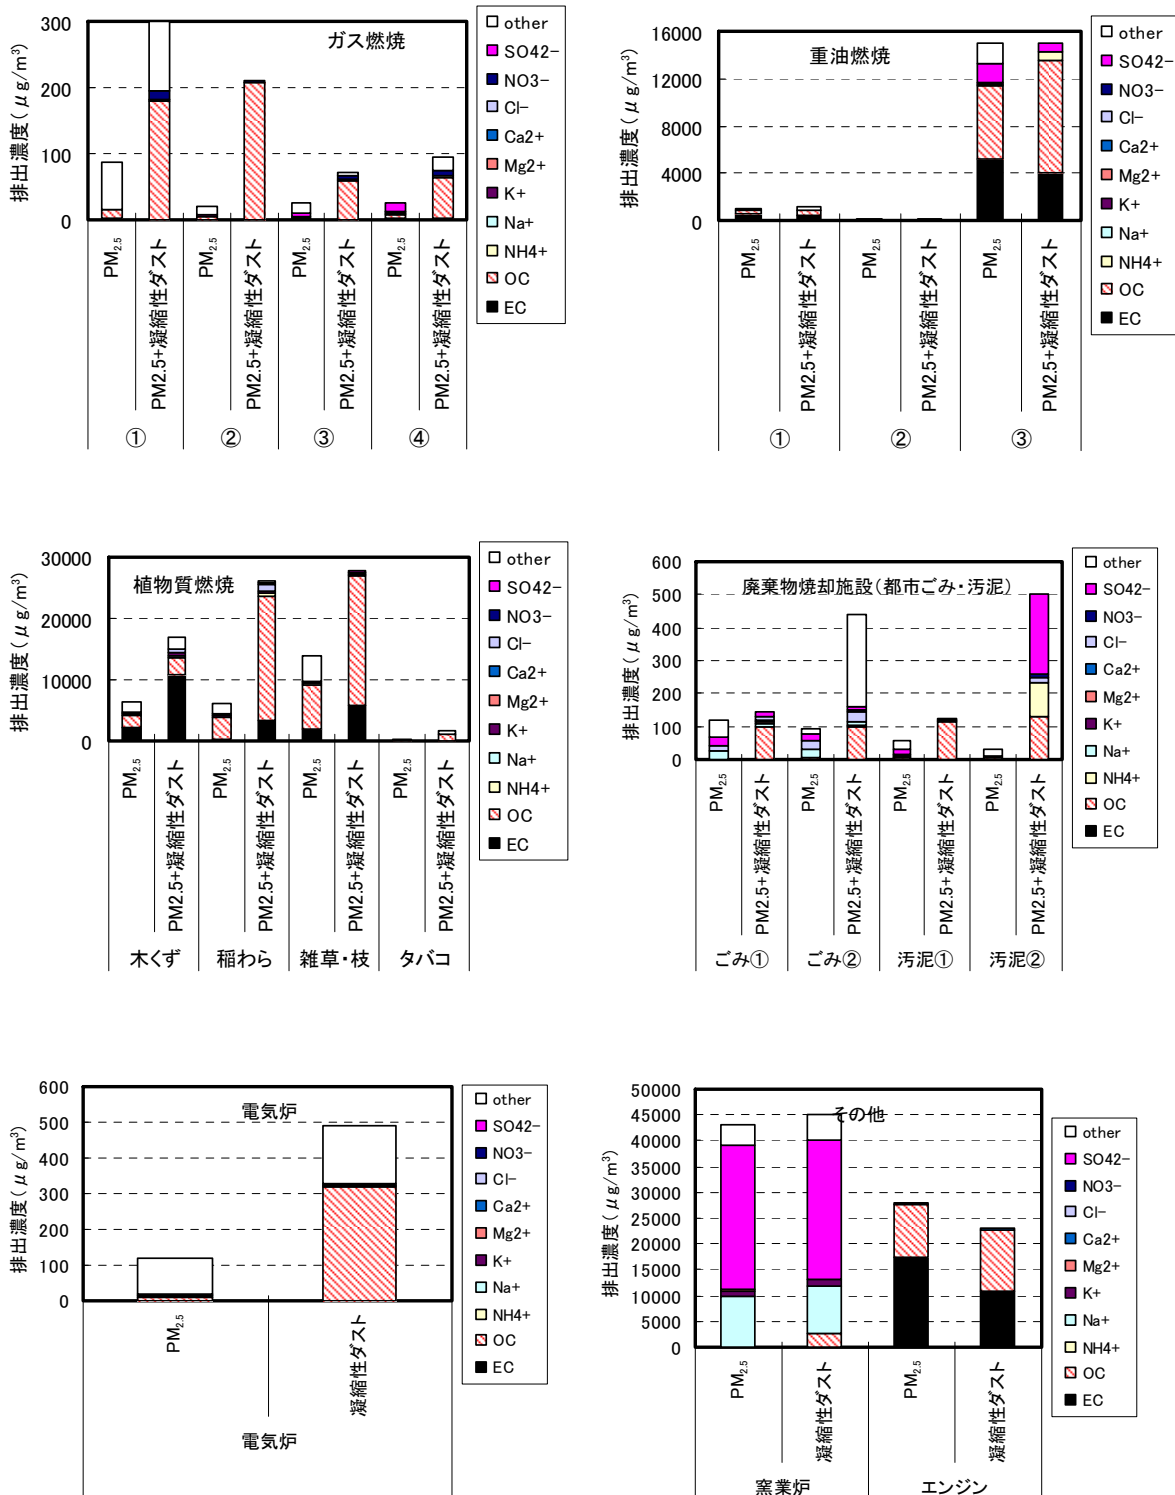 ガス燃焼
排出濃度(μg/m³)
300
200
100
0
PM2.5
PM2.5+凝縮性ダスト
PM2.5
PM2.5+凝縮性ダスト
PM2.5
PM2.5+凝縮性ダスト
PM2.5
PM2.5+凝縮性ダスト
① ② ③ ④
other
SO42-
NO3-
Cl-
Ca2+
Mg2+
K+
Na+
NH4+
OC
EC
重油燃焼
排出濃度(μg/m³)
16000
12000
8000
4000
0
PM2.5
PM2.5+凝縮性ダスト
PM2.5
PM2.5+凝縮性ダスト
PM2.5
PM2.5+凝縮性ダスト
① ② ③
other
SO42-
NO3-
Cl-
Ca2+
Mg2+
K+
Na+
NH4+
OC
EC
植物質燃焼
排出濃度(μg/m³)
30000
20000
10000
0
PM2.5
PM2.5+凝縮性ダスト
PM2.5
PM2.5+凝縮性ダスト
PM2.5
PM2.5+凝縮性ダスト
PM2.5
PM2.5+凝縮性ダスト
木くず 稲わら 雑草・枝 タバコ
other
SO42-
NO3-
Cl-
Ca2+
Mg2+
K+
Na+
NH4+
OC
EC
廃棄物焼却施設(都市ごみ・汚泥)
排出濃度(μg/m³)
600
500
400
300
200
100
0
PM2.5
PM2.5+凝縮性ダスト
PM2.5
PM2.5+凝縮性ダスト
PM2.5
PM2.5+凝縮性ダスト
PM2.5
PM2.5+凝縮性ダスト
ごみ① ごみ② 汚泥① 汚泥②
other
SO42-
NO3-
Cl-
Ca2+
Mg2+
K+
Na+
NH4+
OC
EC
電気炉
排出濃度(μg/m³)
600
500
400
300
200
100
0
PM2.5
凝縮性ダスト
電気炉
other
SO42-
NO3-
Cl-
Ca2+
Mg2+
K+
Na+
NH4+
OC
EC
その他
排出濃度(μg/m³)
50000
45000
40000
35000
30000
25000
20000
15000
10000
5000
0
PM2.5
凝縮性ダスト
PM2.5
凝縮性ダスト
窯業炉 エンジン
other
SO42-
NO3-
Cl-
Ca2+
Mg2+
K+
Na+
NH4+
OC
EC